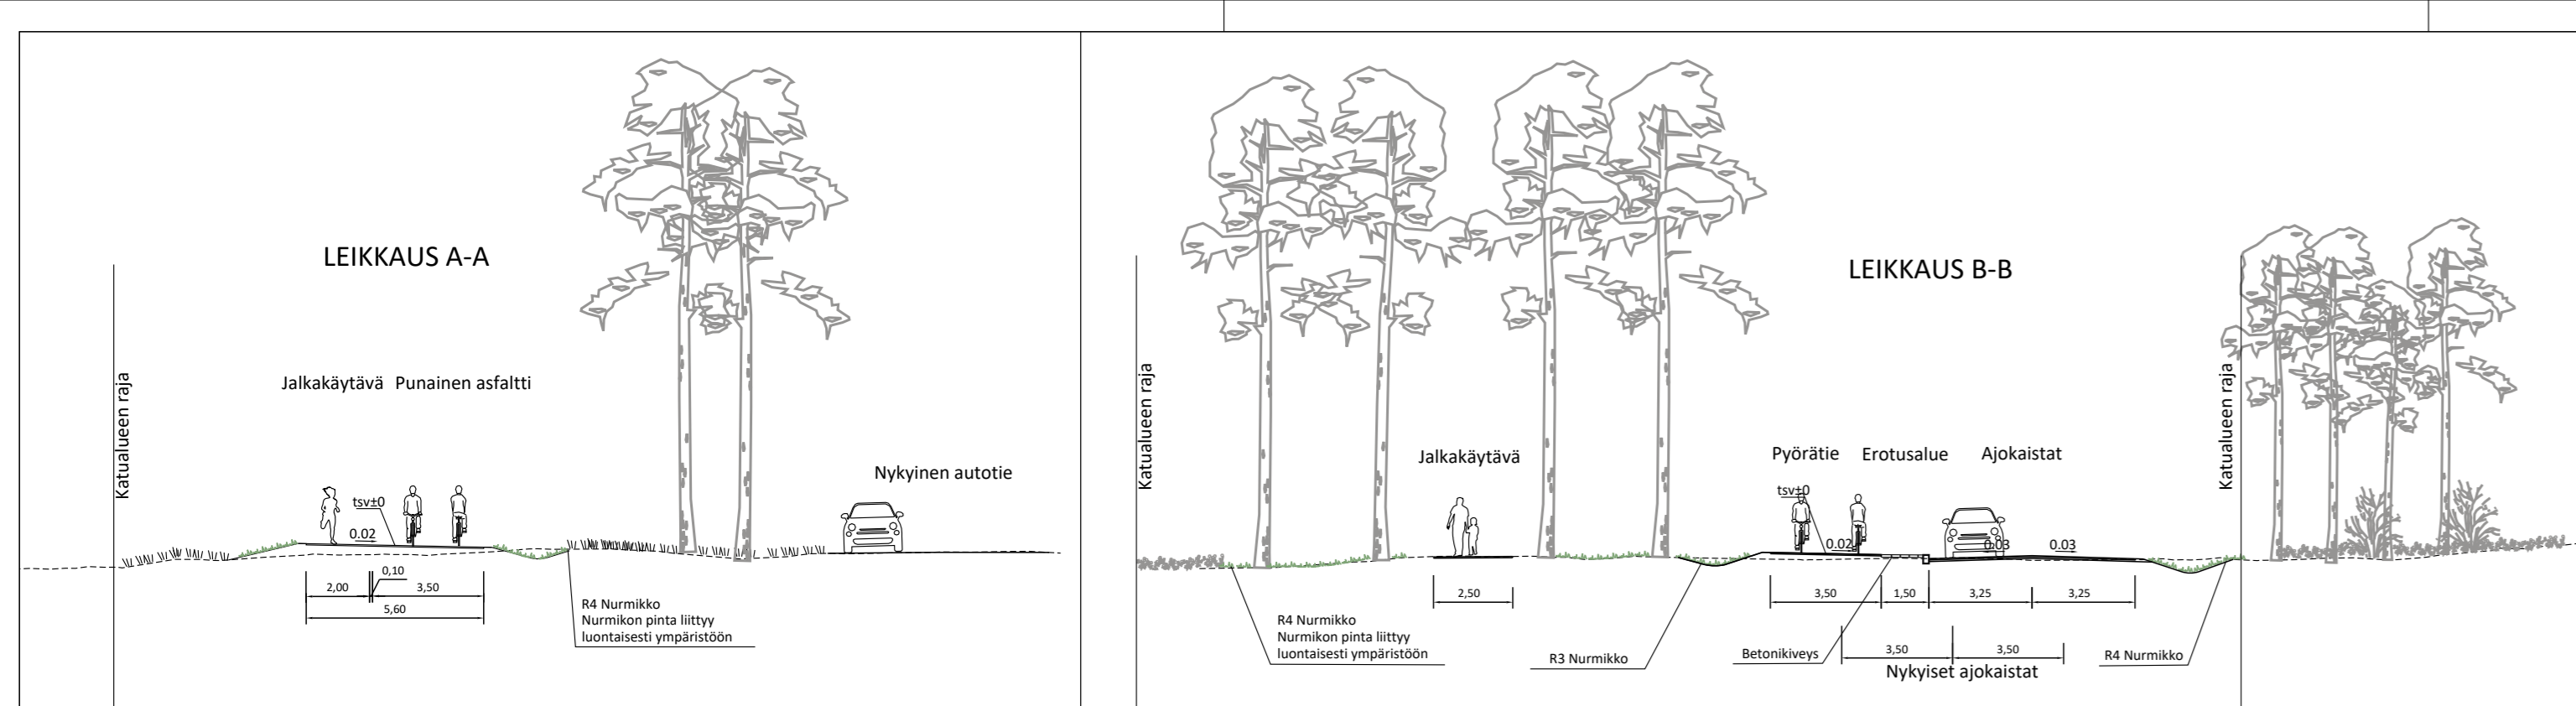 LEIKKAUS A-A
Katualueen raja
Jalkakäytävä Punainen asfaltti
Nykyinen autotie
tsv±0
0.02
0,10
2,00
3,50
5,60
R4 Nurmikko
Nurmikon pinta liittyy
luontaisesti ympäristöön
LEIKKAUS B-B
Katualueen raja
Jalkakäytävä
Pyörätie
Erotusalue
Ajokaistat
Katualueen raja
tsv±0
0.02
0.03
0.03
2,50
3,50
1,50
3,25
3,25
R4 Nurmikko
Nurmikon pinta liittyy
luontaisesti ympäristöön
R3 Nurmikko
Betonikiveys
3,50
3,50
Nykyiset ajokaistat
R4 Nurmikko